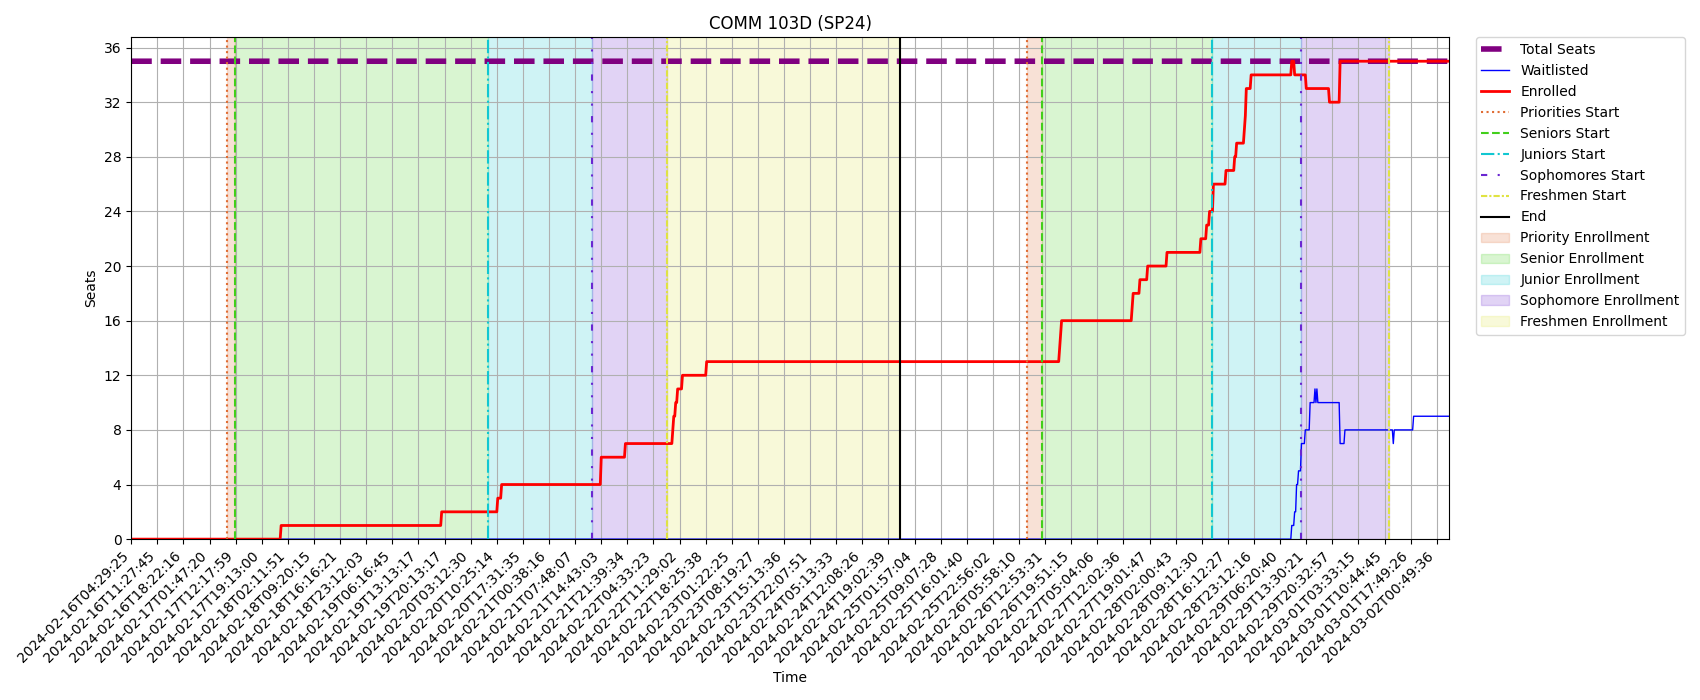 COMM 103D (SP24)
Seats
36
32
28
24
20
16
12
8
4
0
2024-02-16T04:29:25
2024-02-16T11:27:45
2024-02-16T18:22:16
2024-02-17T01:47:20
2024-02-17T12:17:59
2024-02-17T19:13:00
2024-02-18T02:11:51
2024-02-18T09:20:15
2024-02-18T16:16:21
2024-02-18T23:12:03
2024-02-19T06:16:45
2024-02-19T13:13:17
2024-02-19T20:13:17
2024-02-20T03:12:30
2024-02-20T10:25:14
2024-02-20T17:31:35
2024-02-21T00:38:16
2024-02-21T07:48:07
2024-02-21T14:43:03
2024-02-21T21:39:34
2024-02-22T04:33:23
2024-02-22T11:29:02
2024-02-22T18:25:38
2024-02-23T01:22:25
2024-02-23T08:19:27
2024-02-23T15:13:36
2024-02-23T22:07:51
2024-02-24T05:13:33
2024-02-24T12:08:26
2024-02-24T19:02:39
2024-02-25T01:57:04
2024-02-25T09:07:28
2024-02-25T16:01:40
2024-02-25T22:56:02
2024-02-26T05:58:10
2024-02-26T12:53:31
2024-02-26T19:51:15
2024-02-27T05:04:06
2024-02-27T12:02:36
2024-02-27T19:01:47
2024-02-28T02:00:43
2024-02-28T09:12:30
2024-02-28T16:12:27
2024-02-28T23:12:16
2024-02-29T06:20:40
2024-02-29T13:30:21
2024-02-29T20:32:57
2024-03-01T03:33:15
2024-03-01T10:44:45
2024-03-01T17:49:26
2024-03-02T00:49:36
Time
Total Seats
Waitlisted
Enrolled
Priorities Start
Seniors Start
Juniors Start
Sophomores Start
Freshmen Start
End
Priority Enrollment
Senior Enrollment
Junior Enrollment
Sophomore Enrollment
Freshmen Enrollment